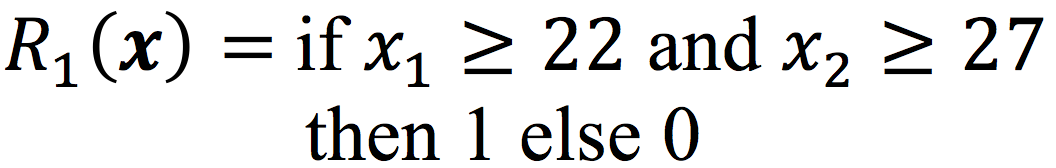 R₁(x) = if x₁ ≥ 22 and x₂ ≥ 27
then 1 else 0